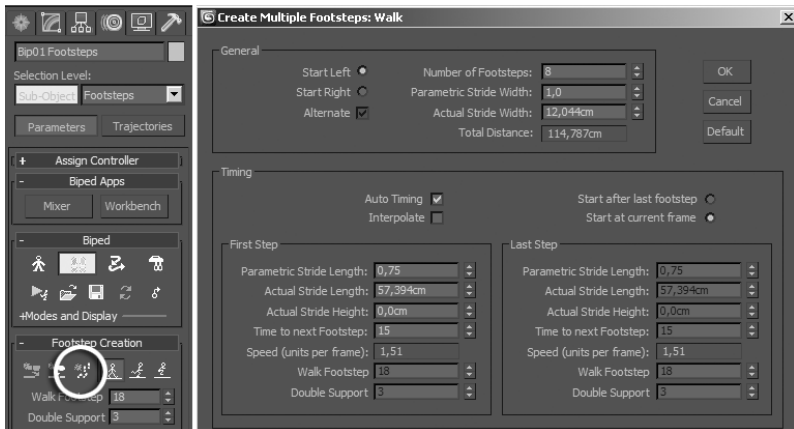 Bip01 Footsteps
Selection Level:
Sub-Object Footsteps
Parameters Trajectories
+ Assign Controller
- Biped Apps
Mixer Workbench
- Biped
+Modes and Display
- Footstep Creation
Walk Footstep 18
Double Support 3
Create Multiple Footsteps: Walk
General
Start Left
Start Right
Alternate
Number of Footsteps: 8
Parametric Stride Width: 1,0
Actual Stride Width: 12,044cm
Total Distance: 114,787cm
OK
Cancel
Default
Timing
Auto Timing
Interpolate
Start after last footstep
Start at current frame
First Step
Parametric Stride Length: 0,75
Actual Stride Length: 57,394cm
Actual Stride Height: 0,0cm
Time to next Footstep: 15
Speed (units per frame): 1,51
Walk Footstep 18
Double Support 3
Last Step
Parametric Stride Length: 0,75
Actual Stride Length: 57,394cm
Actual Stride Height: 0,0cm
Time to next Footstep: 15
Speed (units per frame): 1,51
Walk Footstep 18
Double Support 3